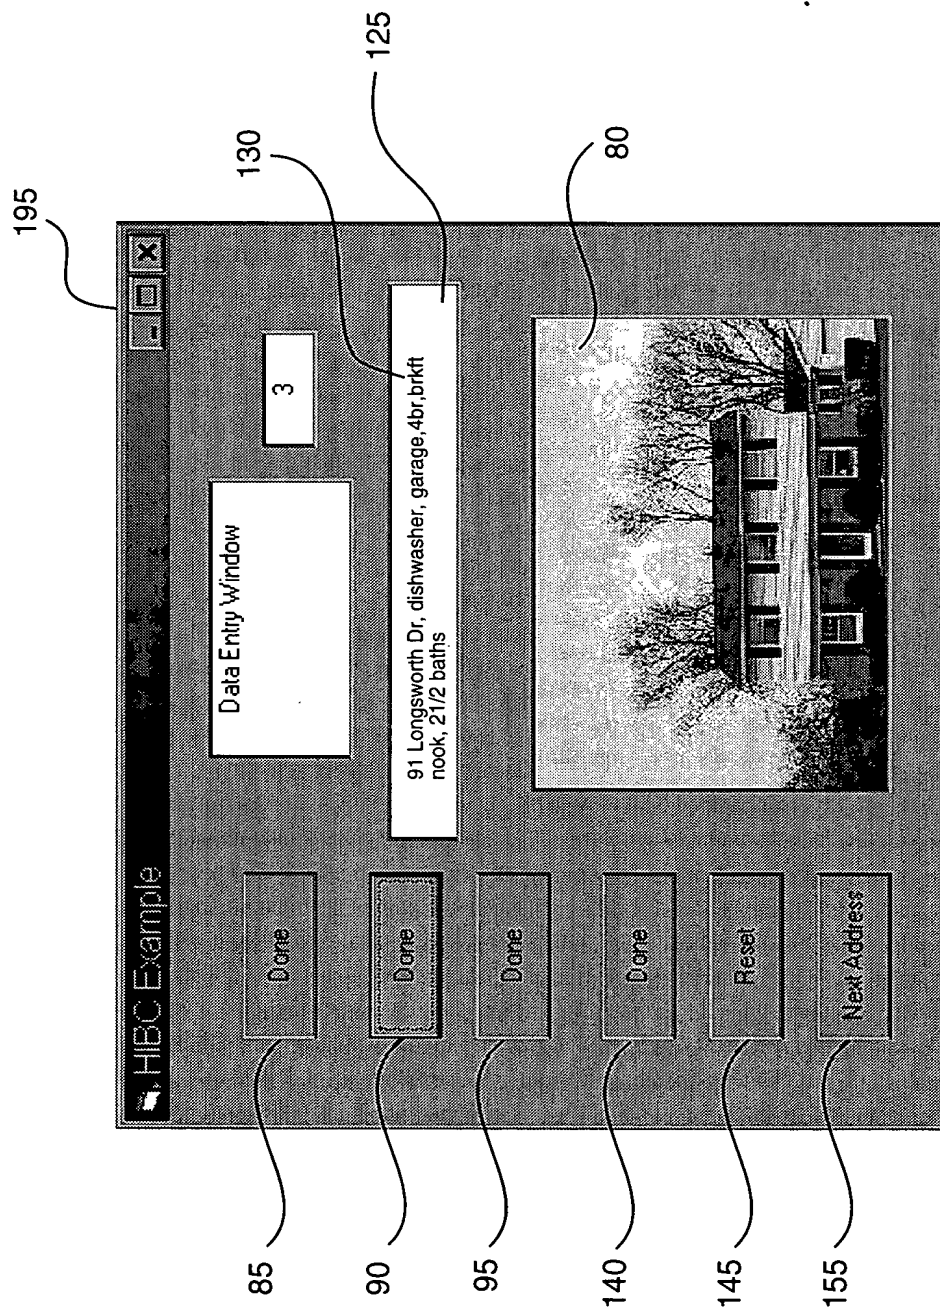 195
HIBC Example
Data Entry Window
3
130
125
91 Longsworth Dr, dishwasher, garage,4br,brkft
nook, 21/2 baths
80
85
Done
90
Done
95
Done
140
Done
145
Reset
155
Next Address